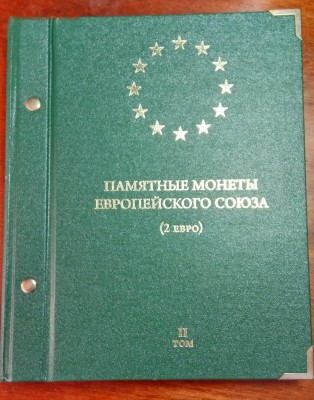 ПАМЯТНЫЕ МОНЕТЫ
ЕВРОПЕЙСКОГО СОЮЗА
(2 ЕВРО)
II
ТОМ